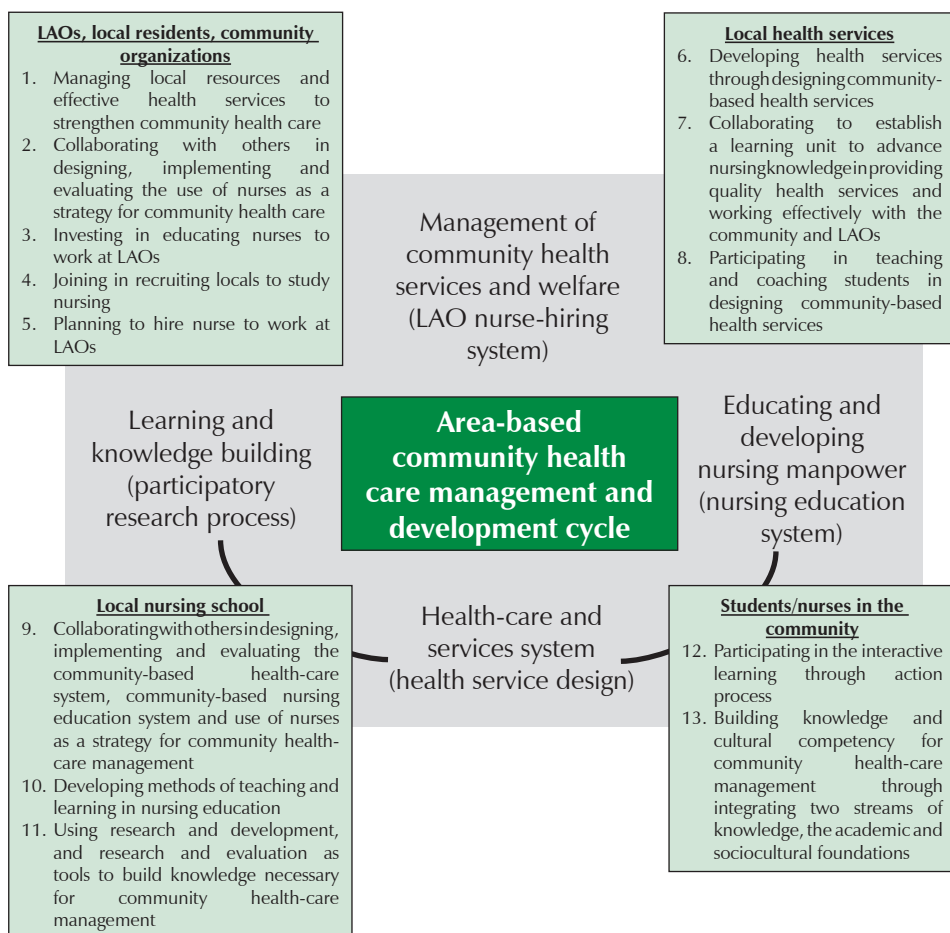 LAOs, local residents, community
organizations
1. Managing local resources and
effective health services to
strengthen community health care
2. Collaborating with others in
designing, implementing and
evaluating the use of nurses as a
strategy for community health care
3. Investing in educating nurses to
work at LAOs
4. Joining in recruiting locals to study
nursing
5. Planning to hire nurse to work at
LAOs
Local health services
6. Developing health services
through designing community-
based health services
7. Collaborating to establish
a learning unit to advance
nursing knowledge in providing
quality health services and
working effectively with the
community and LAOs
8. Participating in teaching
and coaching students in
designing community-based
health services
Management of
community health
services and welfare
(LAO nurse-hiring
system)
Learning and
knowledge building
(participatory
research process)
Area-based
community health
care management and
development cycle
Educating and
developing
nursing manpower
(nursing education
system)
Health-care and
services system
(health service design)
Local nursing school
9. Collaborating with others in designing,
implementing and evaluating the
community-based health-care
system, community-based nursing
education system and use of nurses
as a strategy for community health-
care management
10. Developing methods of teaching and
learning in nursing education
11. Using research and development,
and research and evaluation as
tools to build knowledge necessary
for community health-care
management
Students/nurses in the
community
12. Participating in the interactive
learning through action
process
13. Building knowledge and
cultural competency for
community health-care
management through
integrating two streams of
knowledge, the academic and
sociocultural foundations